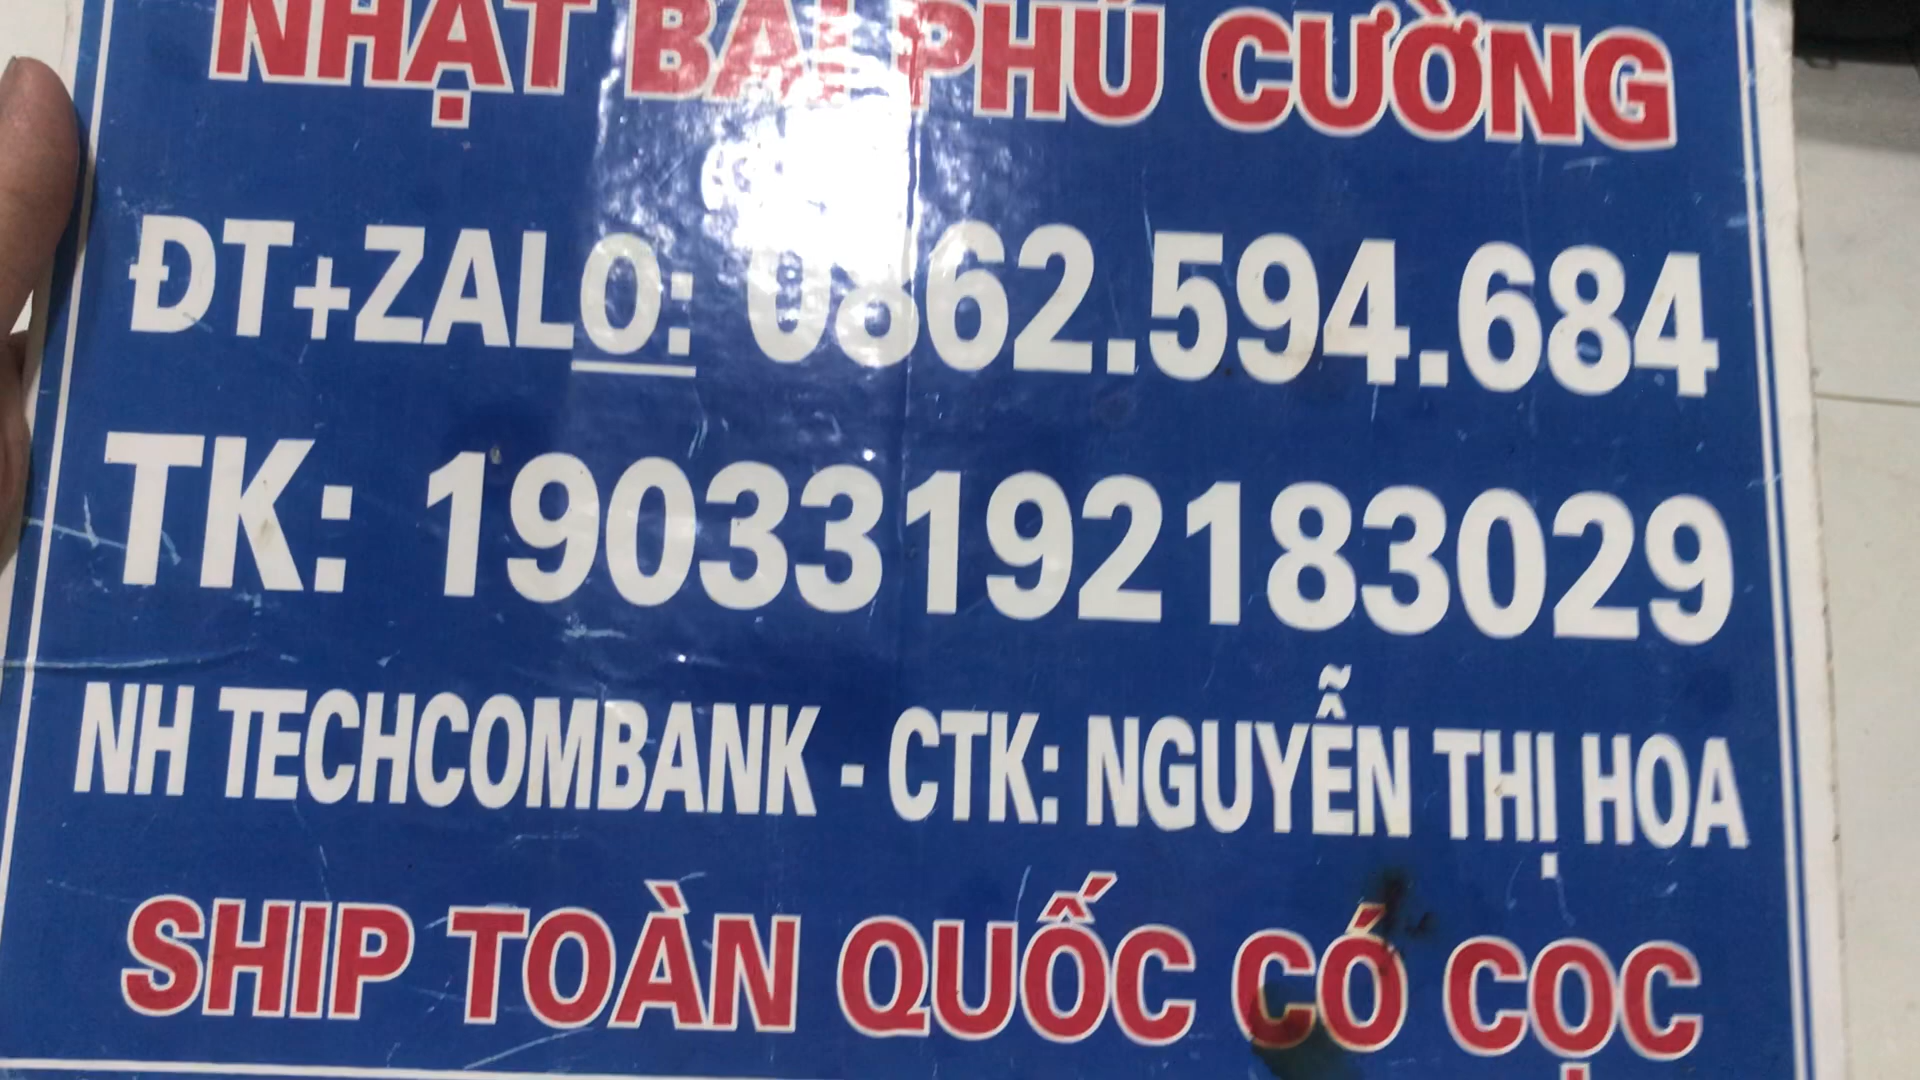 NHẬT BÃI PHÚ CƯỜNG
ĐT+ZALO: 0862.594.684
TK: 19033192183029
NH TECHCOMBANK - CTK: NGUYỄN THỊ HOA
SHIP TOÀN QUỐC CÓ CỌC